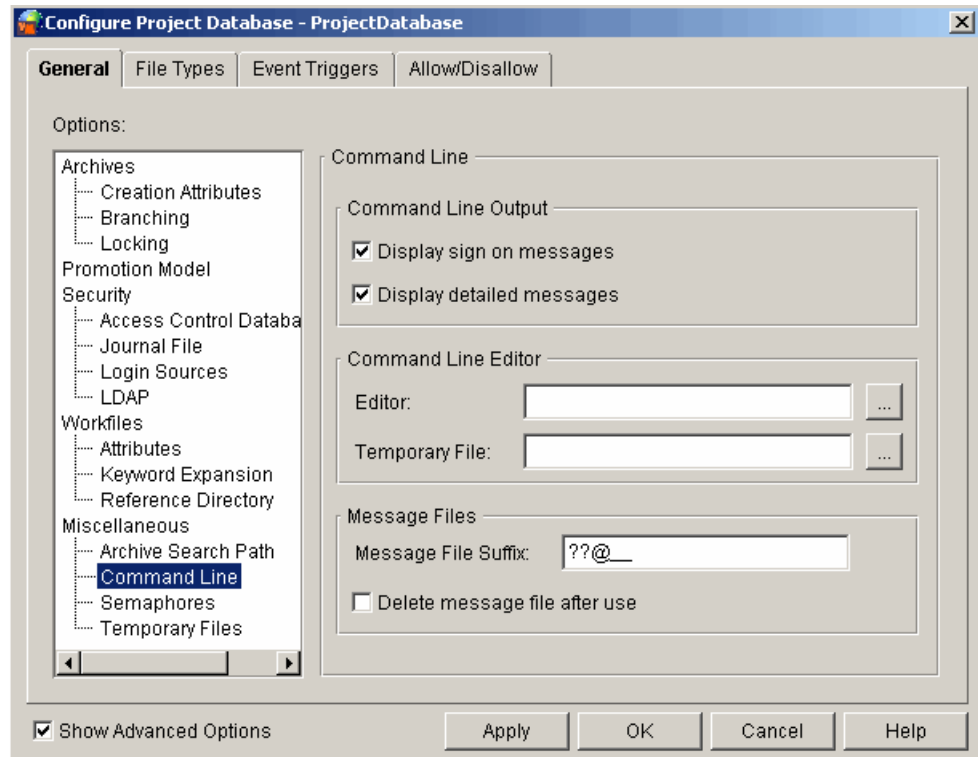 Configure Project Database - ProjectDatabase
General File Types Event Triggers Allow/Disallow
Options:
Archives
Creation Attributes
Branching
Locking
Promotion Model
Security
Access Control Databa
Journal File
Login Sources
LDAP
Workfiles
Attributes
Keyword Expansion
Reference Directory
Miscellaneous
Archive Search Path
Command Line
Semaphores
Temporary Files
Command Line
Command Line Output
Display sign on messages
Display detailed messages
Command Line Editor
Editor:
...
Temporary File:
...
Message Files
Message File Suffix: ??@__
Delete message file after use
Show Advanced Options
Apply OK Cancel Help